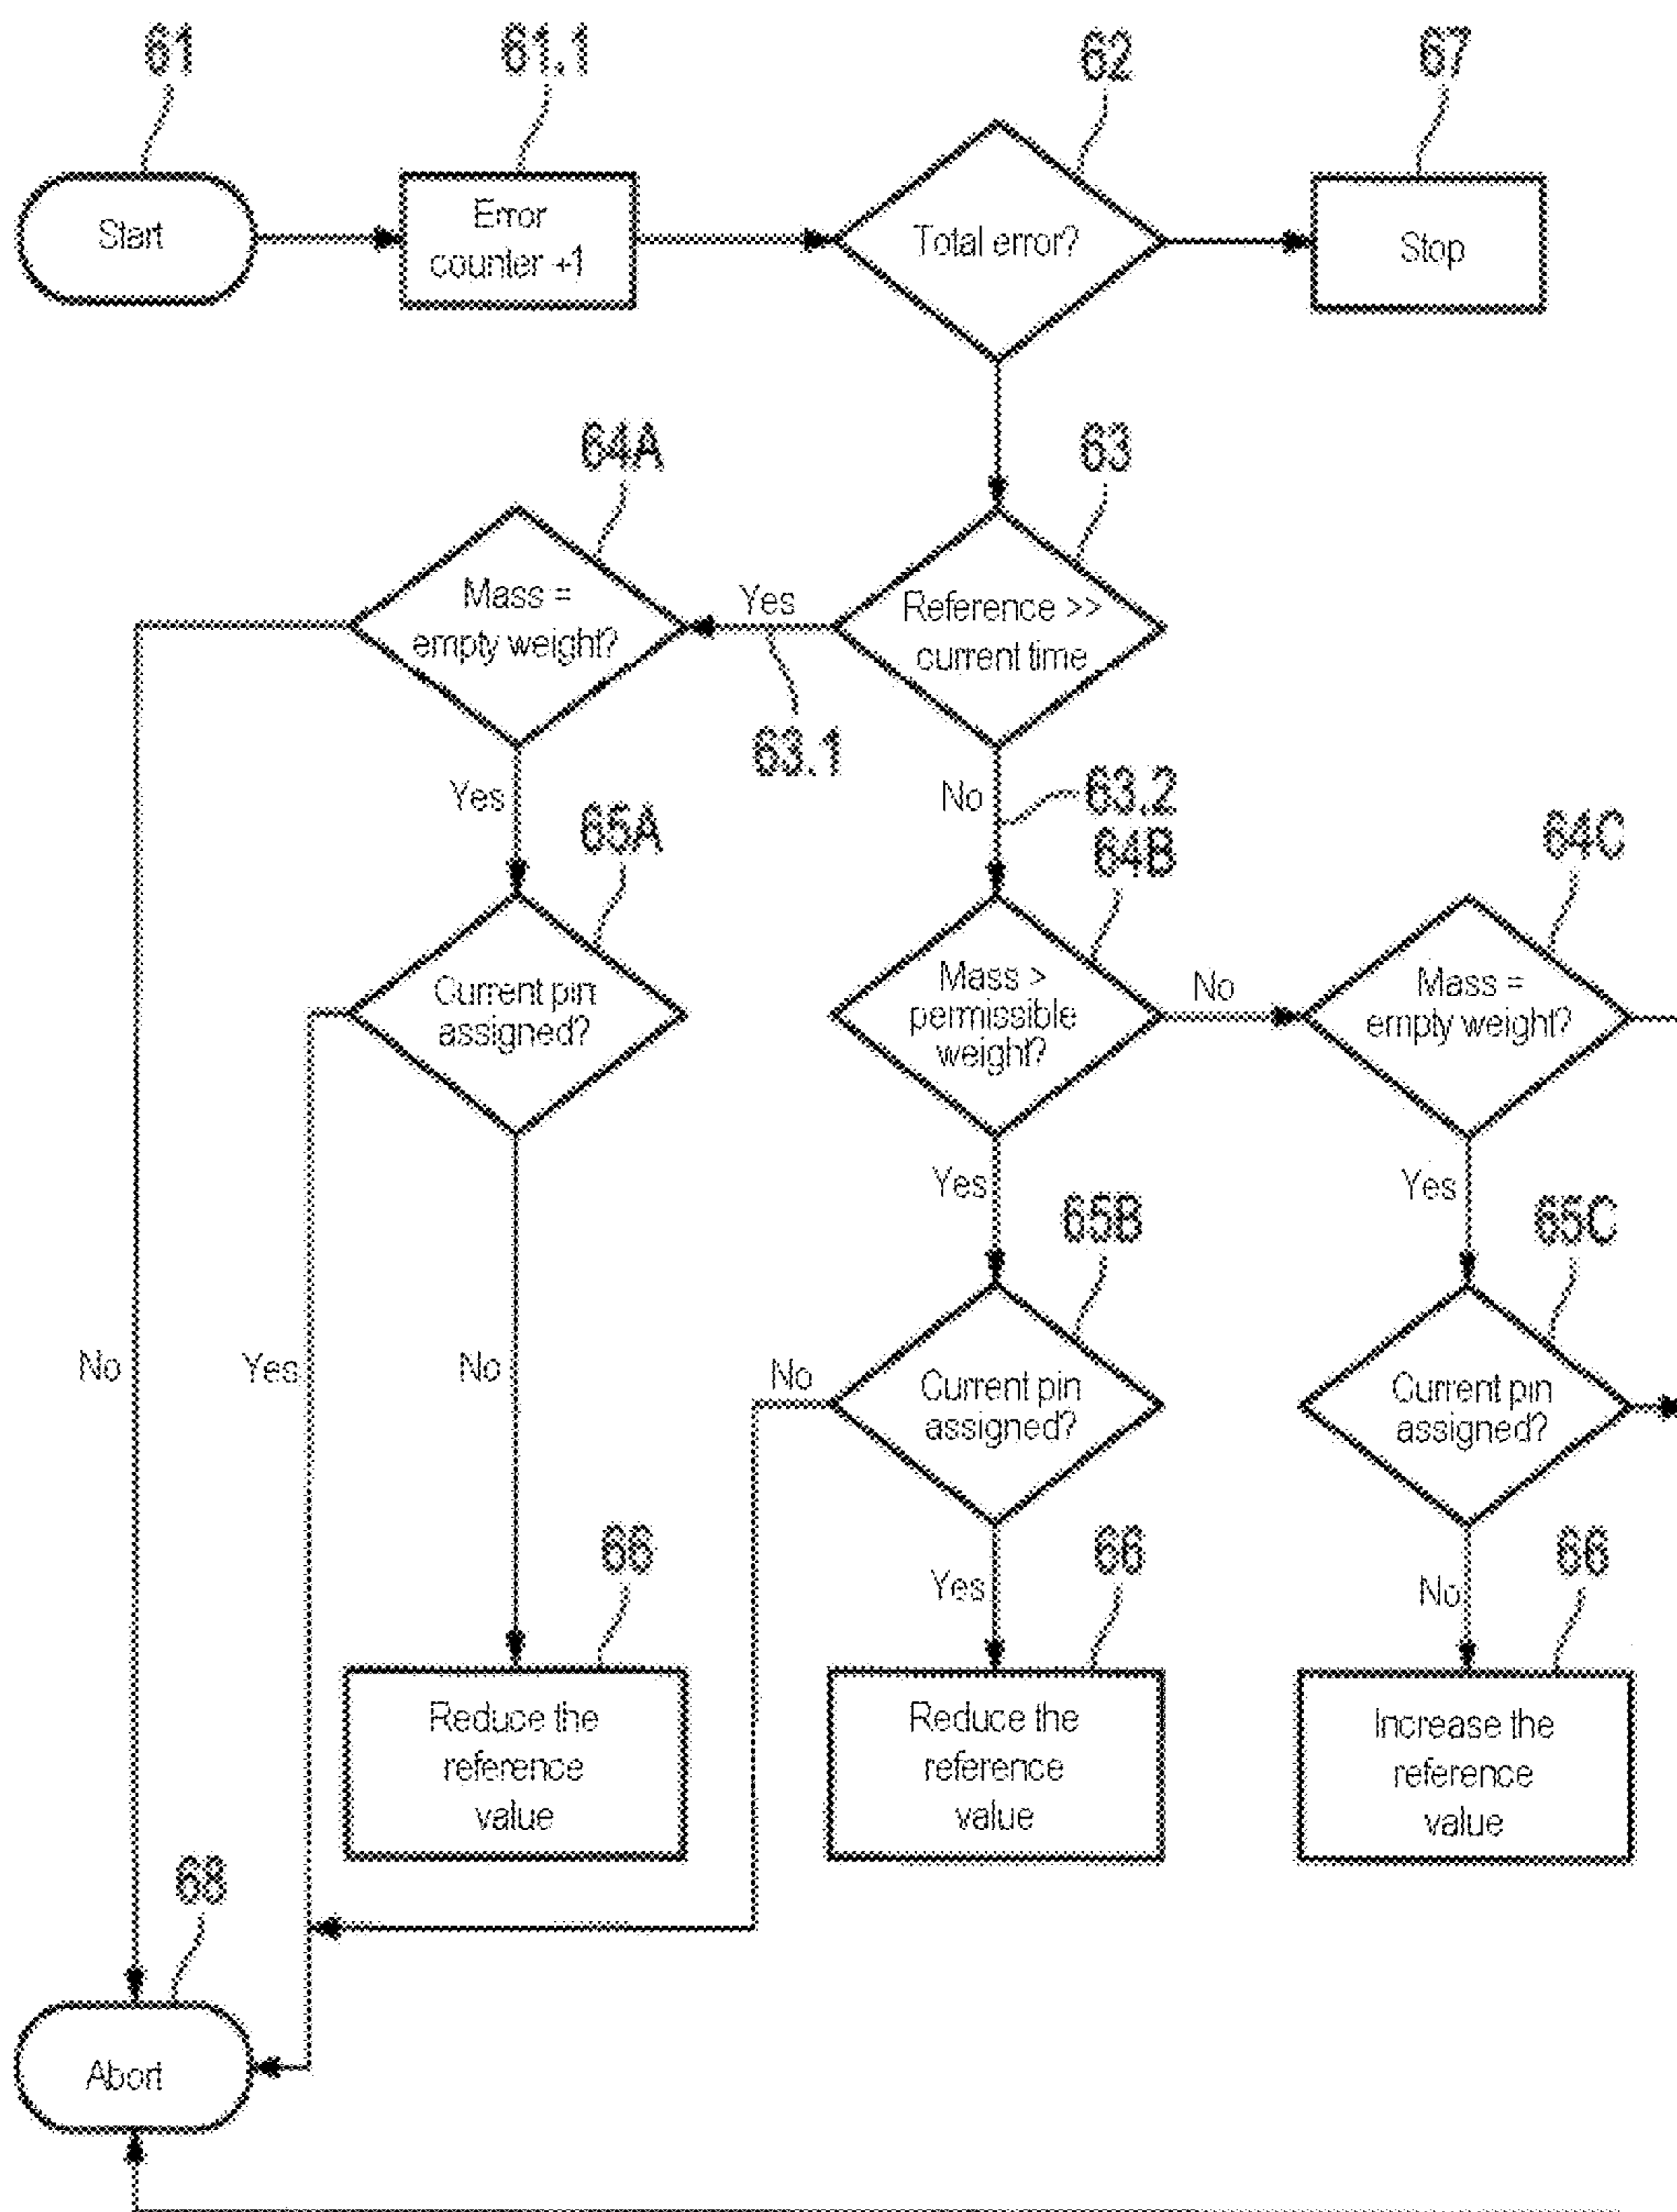 61
61.1
62
67
Start
Error
counter +1
Total error?
Stop
64A
63
Mass =
empty weight?
Yes
Reference >>
current time
63.1
Yes
No
63.2
65A
64B
64C
Current pin
assigned?
Mass >
permissible
weight?
No
Mass =
empty weight?
Yes
Yes
65B
65C
No
Yes
No
No
Current pin
assigned?
Current pin
assigned?
66
Yes
66
No
66
Reduce the
reference
value
Reduce the
reference
value
Increase the
reference
value
68
Abort